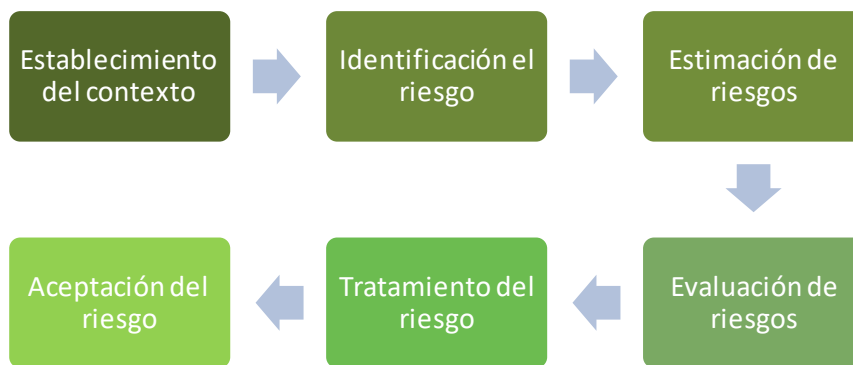 Establecimiento
del contexto
Identificación el
riesgo
Estimación de
riesgos
Evaluación de
riesgos
Tratamiento del
riesgo
Aceptación del
riesgo